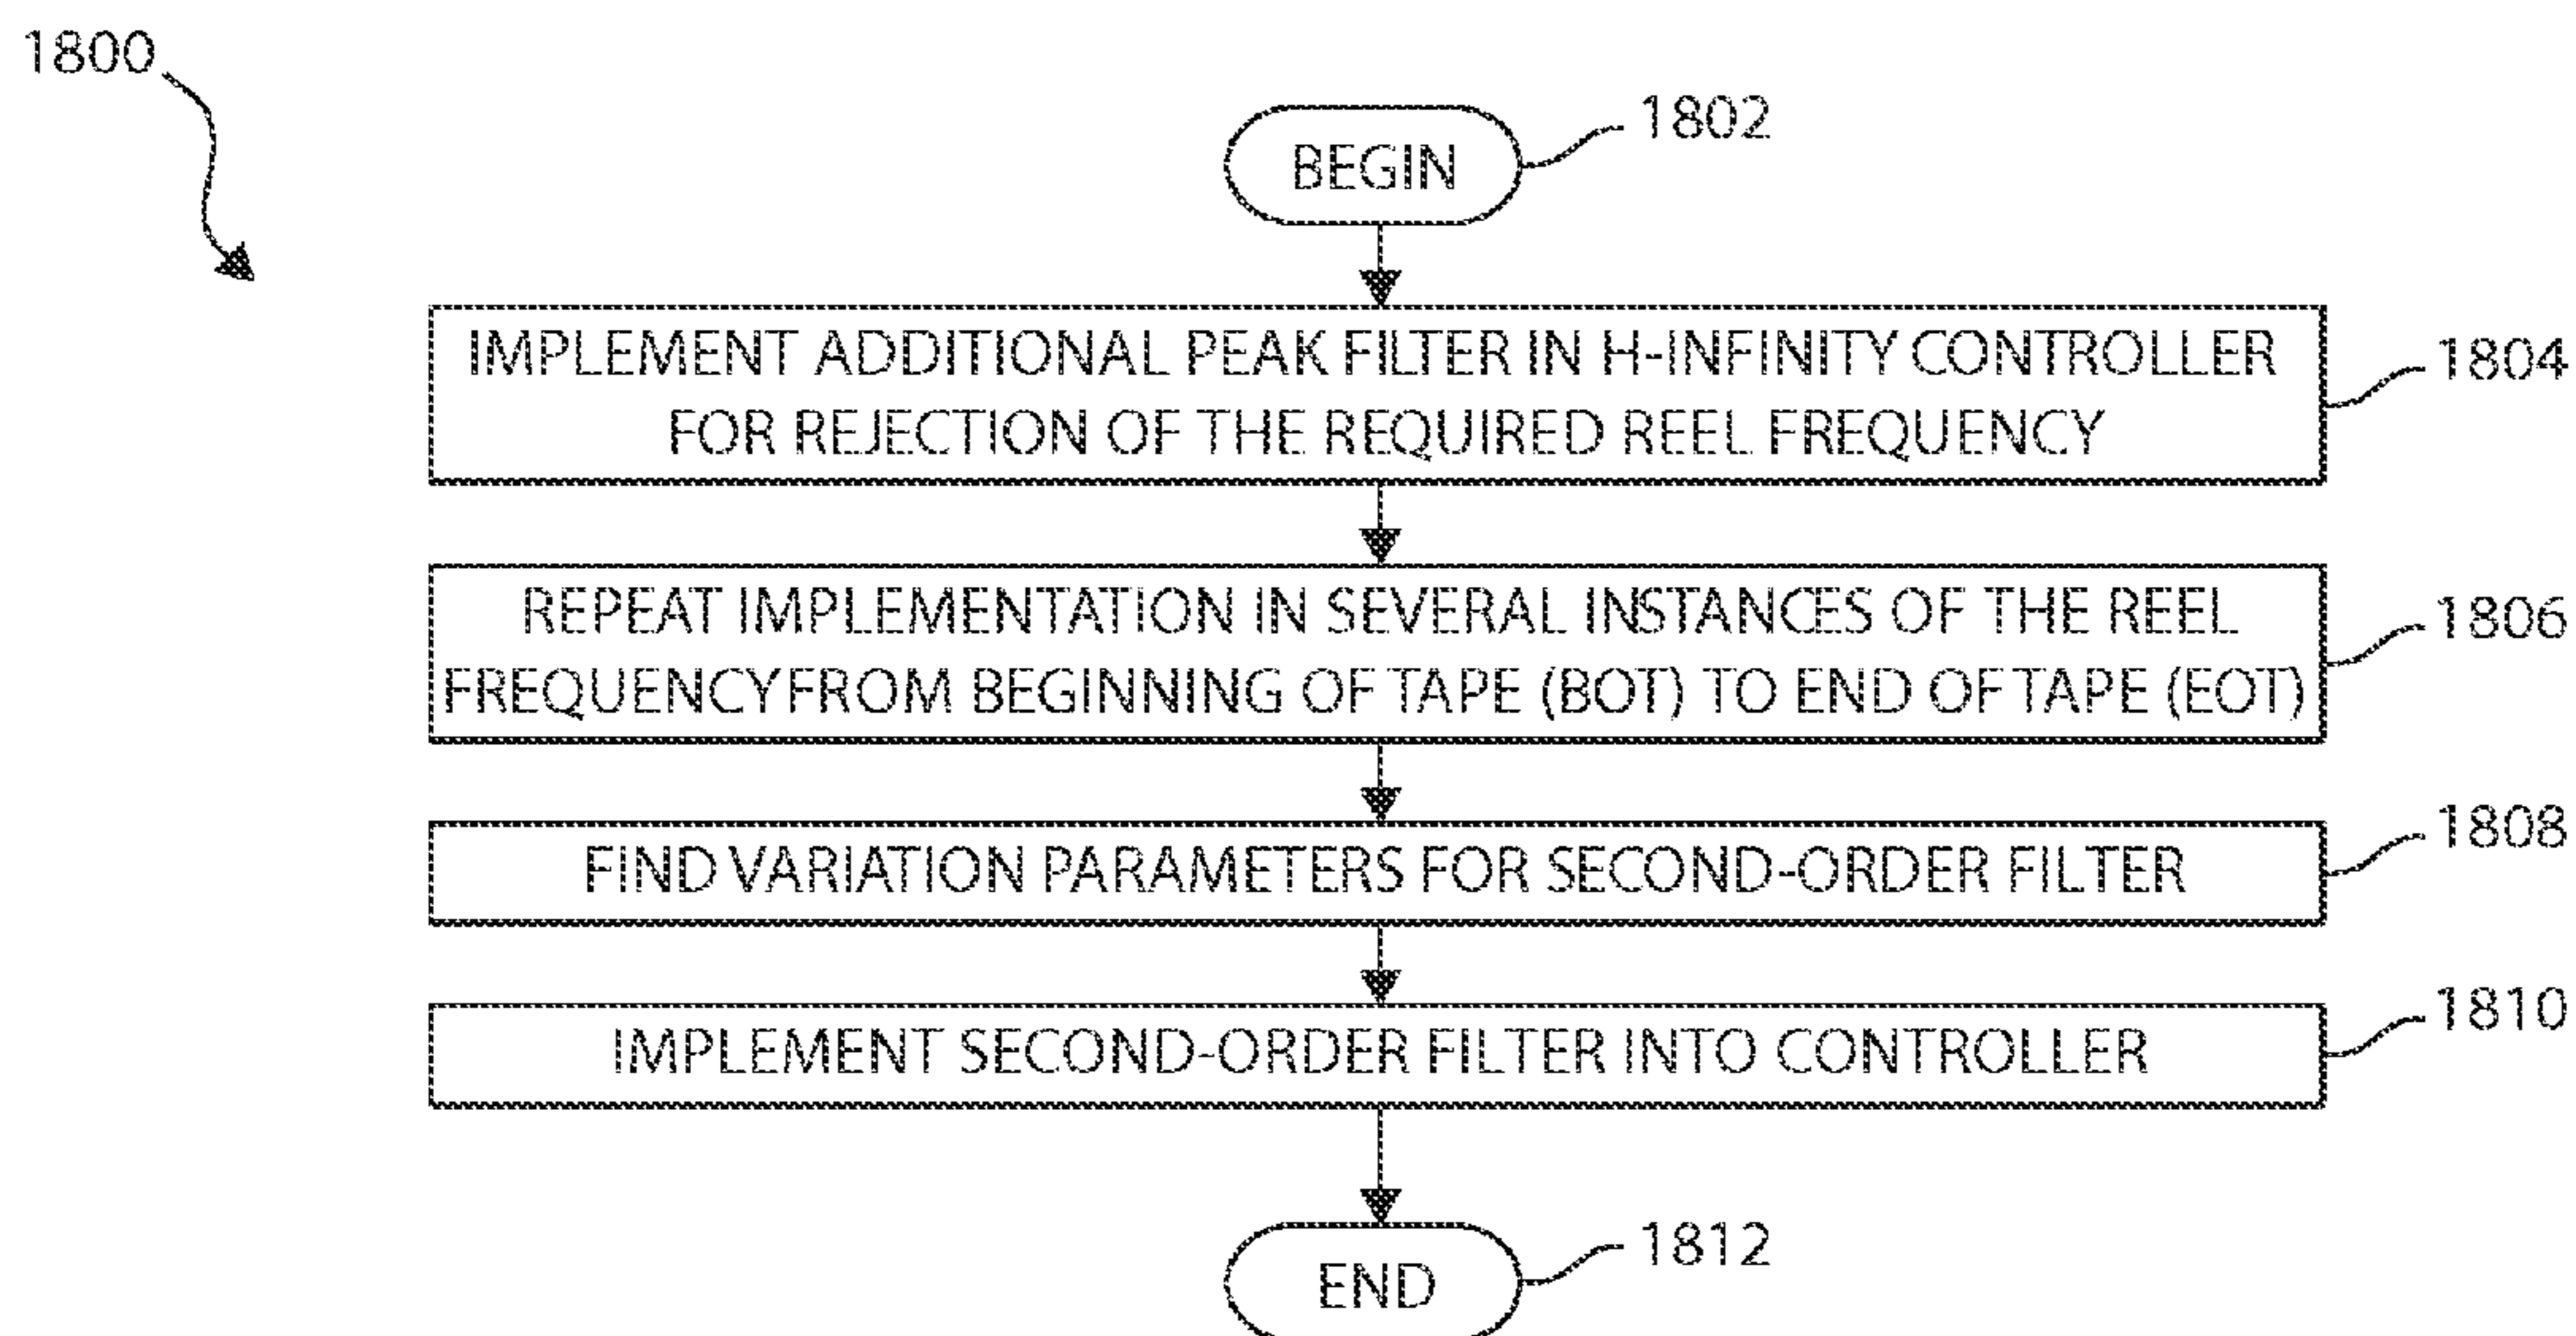 1800
BEGIN
1802
IMPLEMENT ADDITIONAL PEAK FILTER IN H-INFINITY CONTROLLER
FOR REJECTION OF THE REQUIRED REEL FREQUENCY
1804
REPEAT IMPLEMENTATION IN SEVERAL INSTANCES OF THE REEL
FREQUENCY FROM BEGINNING OF TAPE (BOT) TO END OF TAPE (EOT)
1806
FIND VARIATION PARAMETERS FOR SECOND-ORDER FILTER
1808
IMPLEMENT SECOND-ORDER FILTER INTO CONTROLLER
1810
END
1812